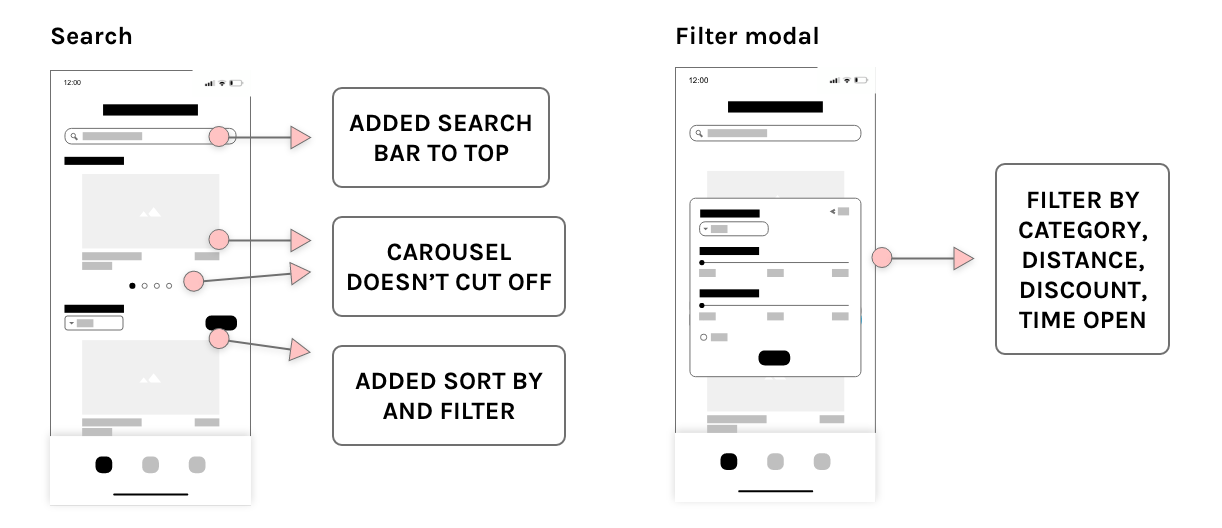 Search
12:00
ADDED SEARCH
BAR TO TOP
CAROUSEL
DOESN'T CUT OFF
ADDED SORT BY
AND FILTER
Filter modal
12:00
FILTER BY
CATEGORY,
DISTANCE,
DISCOUNT,
TIME OPEN